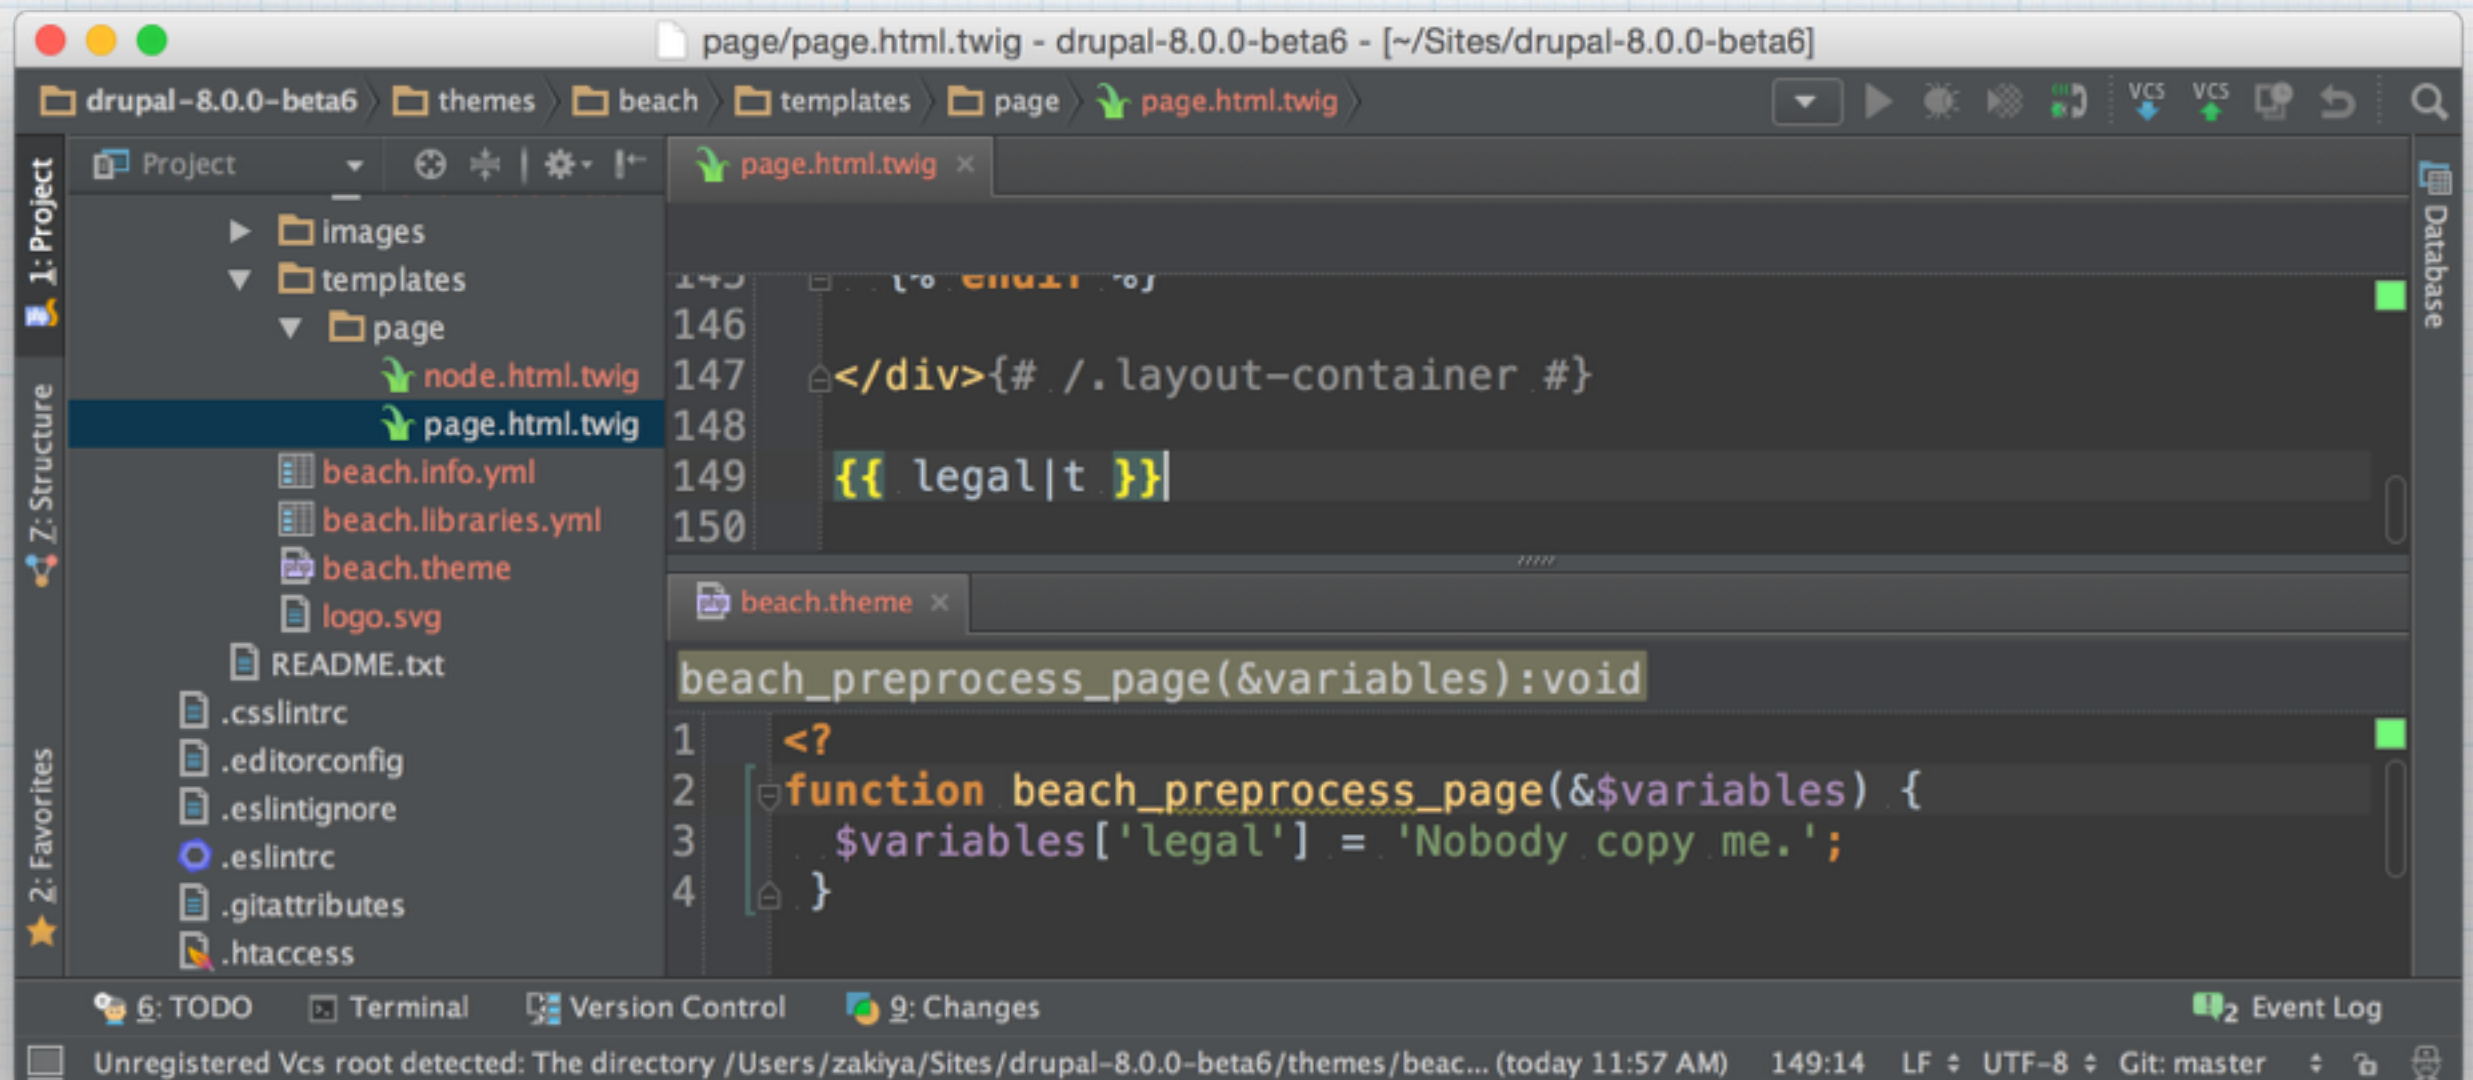 page/page.html.twig - drupal-8.0.0-beta6 - [~/Sites/drupal-8.0.0-beta6]
drupal-8.0.0-beta6 themes beach templates page page.html.twig
VCS VCS
1: Project
Z: Structure
2: Favorites
Project
images
templates
page
node.html.twig
page.html.twig
beach.info.yml
beach.libraries.yml
beach.theme
logo.svg
README.txt
.csslintrc
.editorconfig
.eslintignore
.eslintrc
.gitattributes
.htaccess
page.html.twig
145 {% endif %}
146
147 </div>{# /.layout-container #}
148
149 {{ legal|t }}
150
beach.theme
beach_preprocess_page(&variables):void
1 <?
2 function beach_preprocess_page(&$variables) {
3 $variables['legal'] = 'Nobody copy me.';
4 }
Database
6: TODO Terminal Version Control 9: Changes 2 Event Log
Unregistered Vcs root detected: The directory /Users/zakiya/Sites/drupal-8.0.0-beta6/themes/beac... (today 11:57 AM) 149:14 LF UTF-8 Git: master